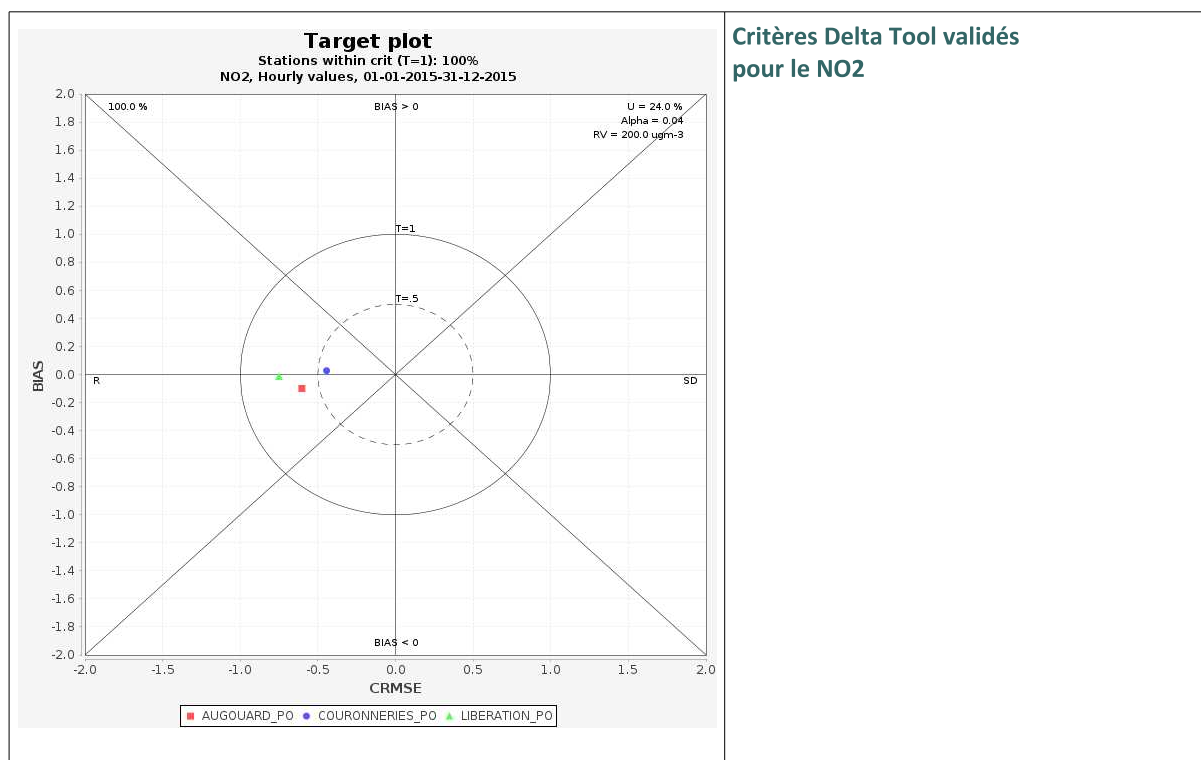 Target plot
Stations within crit (T=1): 100%
NO2, Hourly values, 01-01-2015-31-12-2015
2.0
1.8
1.6
1.4
1.2
1.0
0.8
0.6
0.4
0.2
0.0
-0.2
-0.4
-0.6
-0.8
-1.0
-1.2
-1.4
-1.6
-1.8
-2.0
BIAS
100.0 %
BIAS > 0
U = 24.0 %
Alpha = 0.04
RV = 200.0 ugm-3
T=1
T=.5
R
SD
BIAS < 0
-2.0 -1.5 -1.0 -0.5 0.0 0.5 1.0 1.5 2.0
CRMSE
AUGOUARD_PO COURONNERIES_PO LIBERATION_PO
Critères Delta Tool validés
pour le NO2